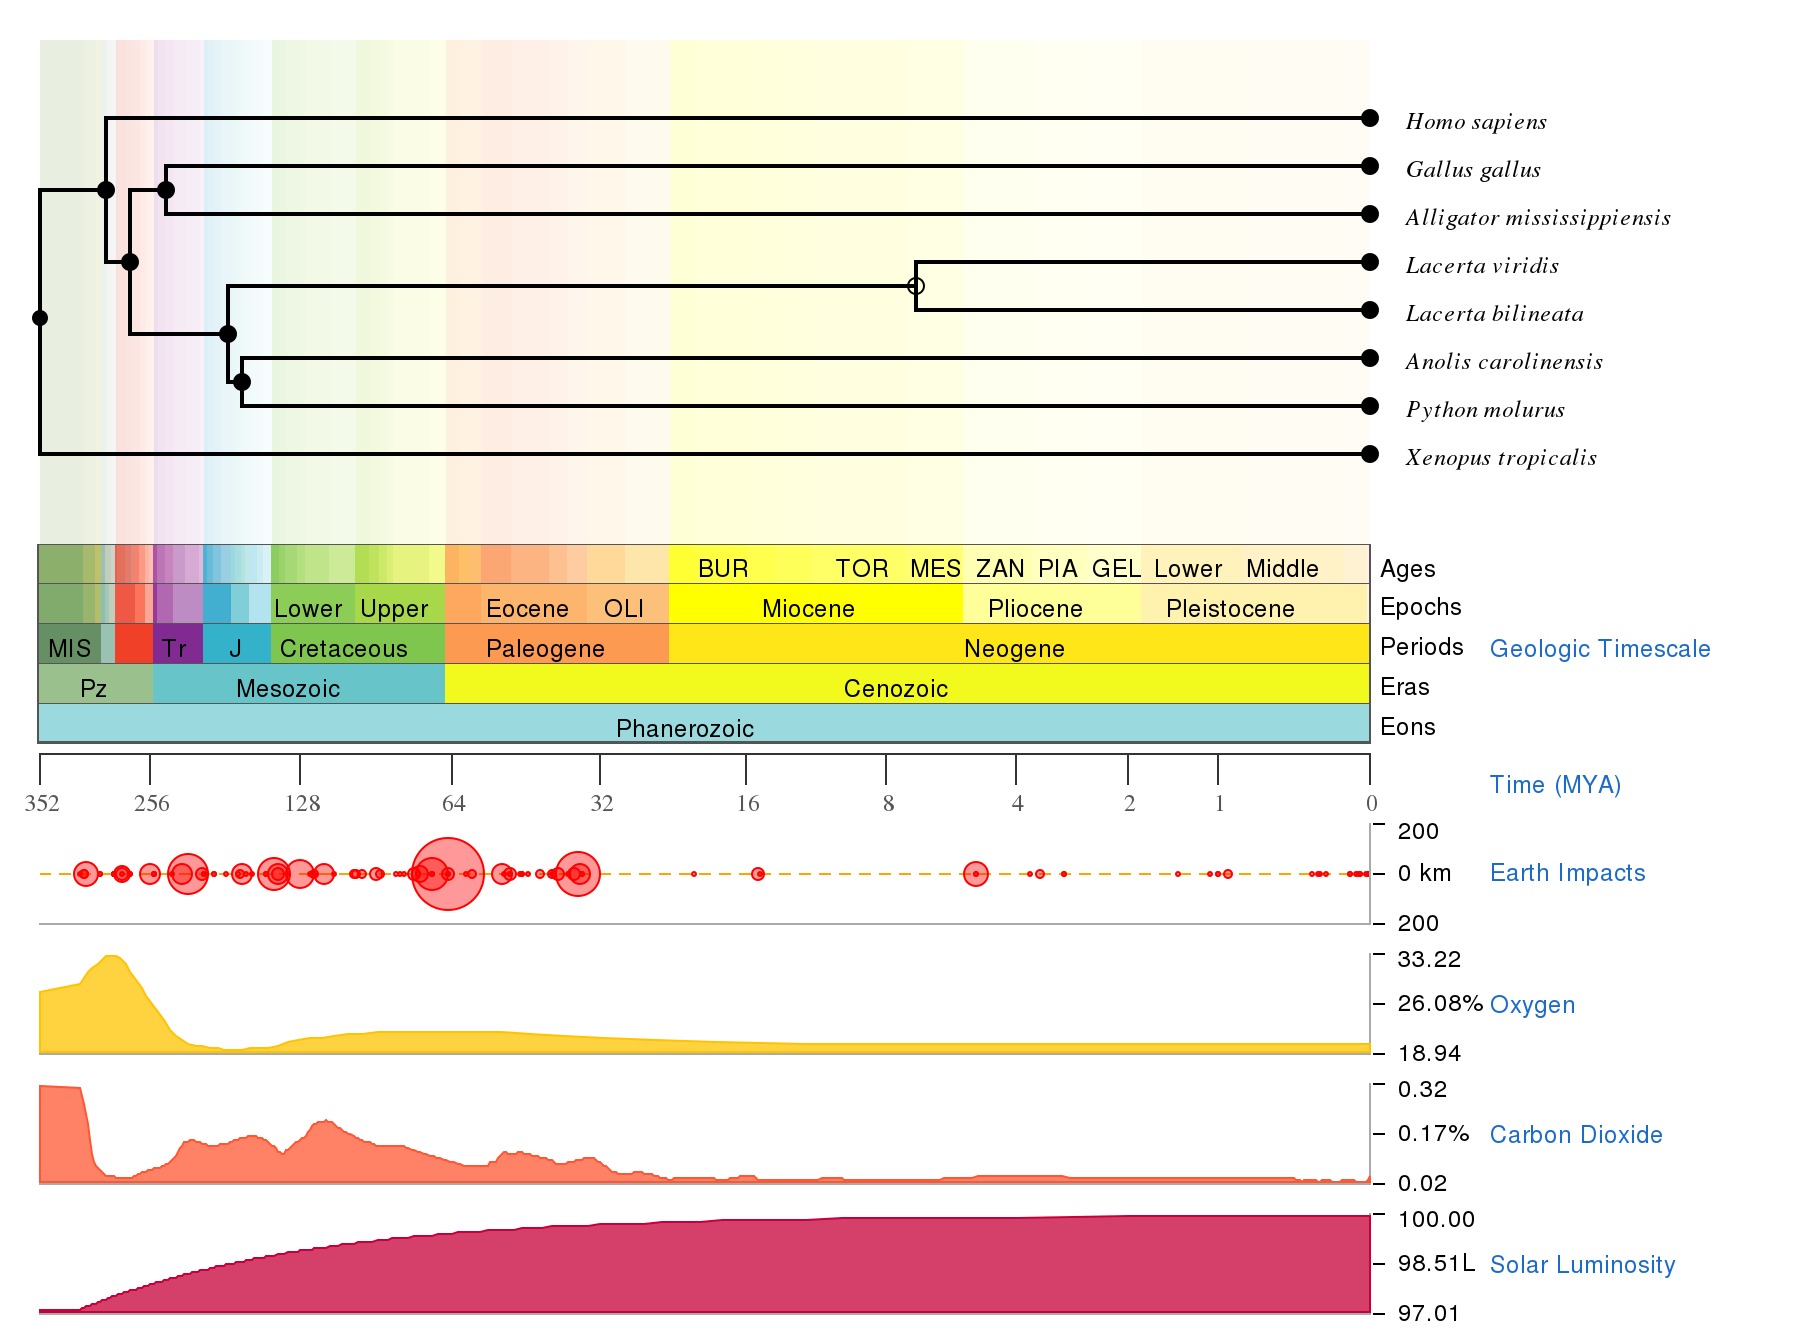 Homo sapiens
Gallus gallus
Alligator mississippiensis
Lacerta viridis
Lacerta bilineata
Anolis carolinensis
Python molurus
Xenopus tropicalis
BUR TOR MES ZAN PIA GEL Lower Middle Ages
Lower Upper Eocene OLI Miocene Pliocene Pleistocene Epochs
MIS Tr J Cretaceous Paleogene Neogene Periods Geologic Timescale
Pz Mesozoic Cenozoic Eras
Phanerozoic Eons
Time (MYA)
352 256 128 64 32 16 8 4 2 1 0
200
0 km Earth Impacts
200
33.22
26.08% Oxygen
18.94
0.32
0.17% Carbon Dioxide
0.02
100.00
98.51L Solar Luminosity
97.01